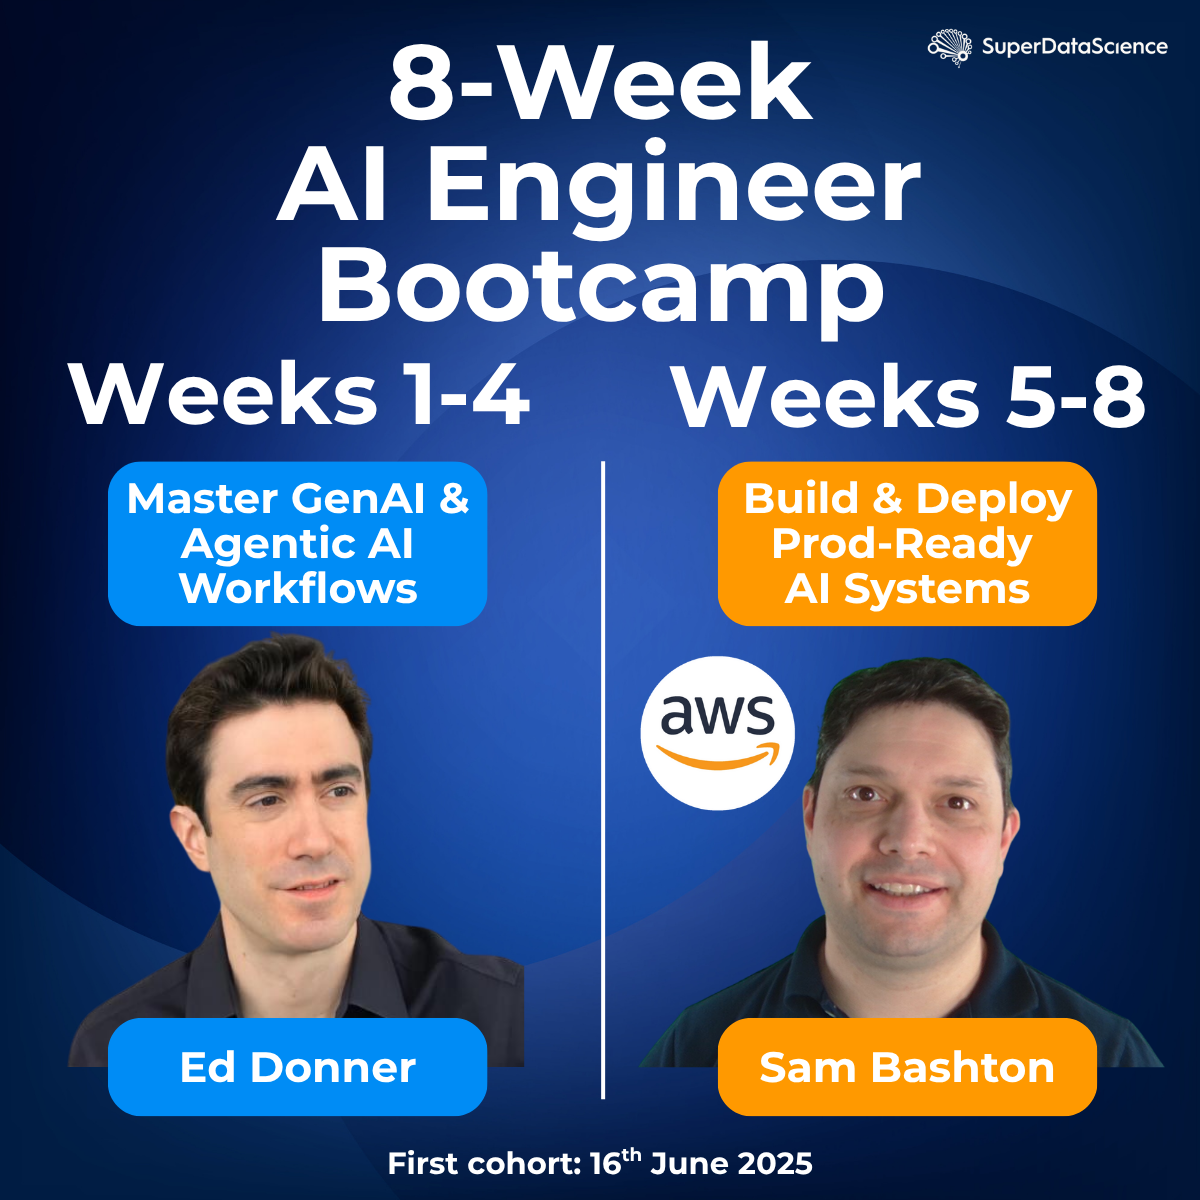 SuperDataScience
8-Week
AI Engineer
Bootcamp
Weeks 1-4
Master GenAI &
Agentic AI
Workflows
Ed Donner
Weeks 5-8
Build & Deploy
Prod-Ready
AI Systems
aws
Sam Bashton
First cohort: 16th June 2025